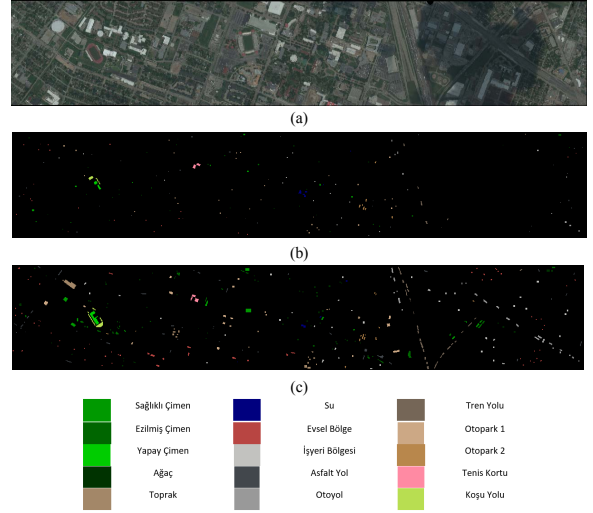 (a)
(b)
(c)
Sağlıklı Çimen Su Tren Yolu
Ezilmiş Çimen Evsel Bölge Otopark 1
Yapay Çimen İşyeri Bölgesi Otopark 2
Ağaç Asfalt Yol Tenis Kortu
Toprak Otoyol Koşu Yolu